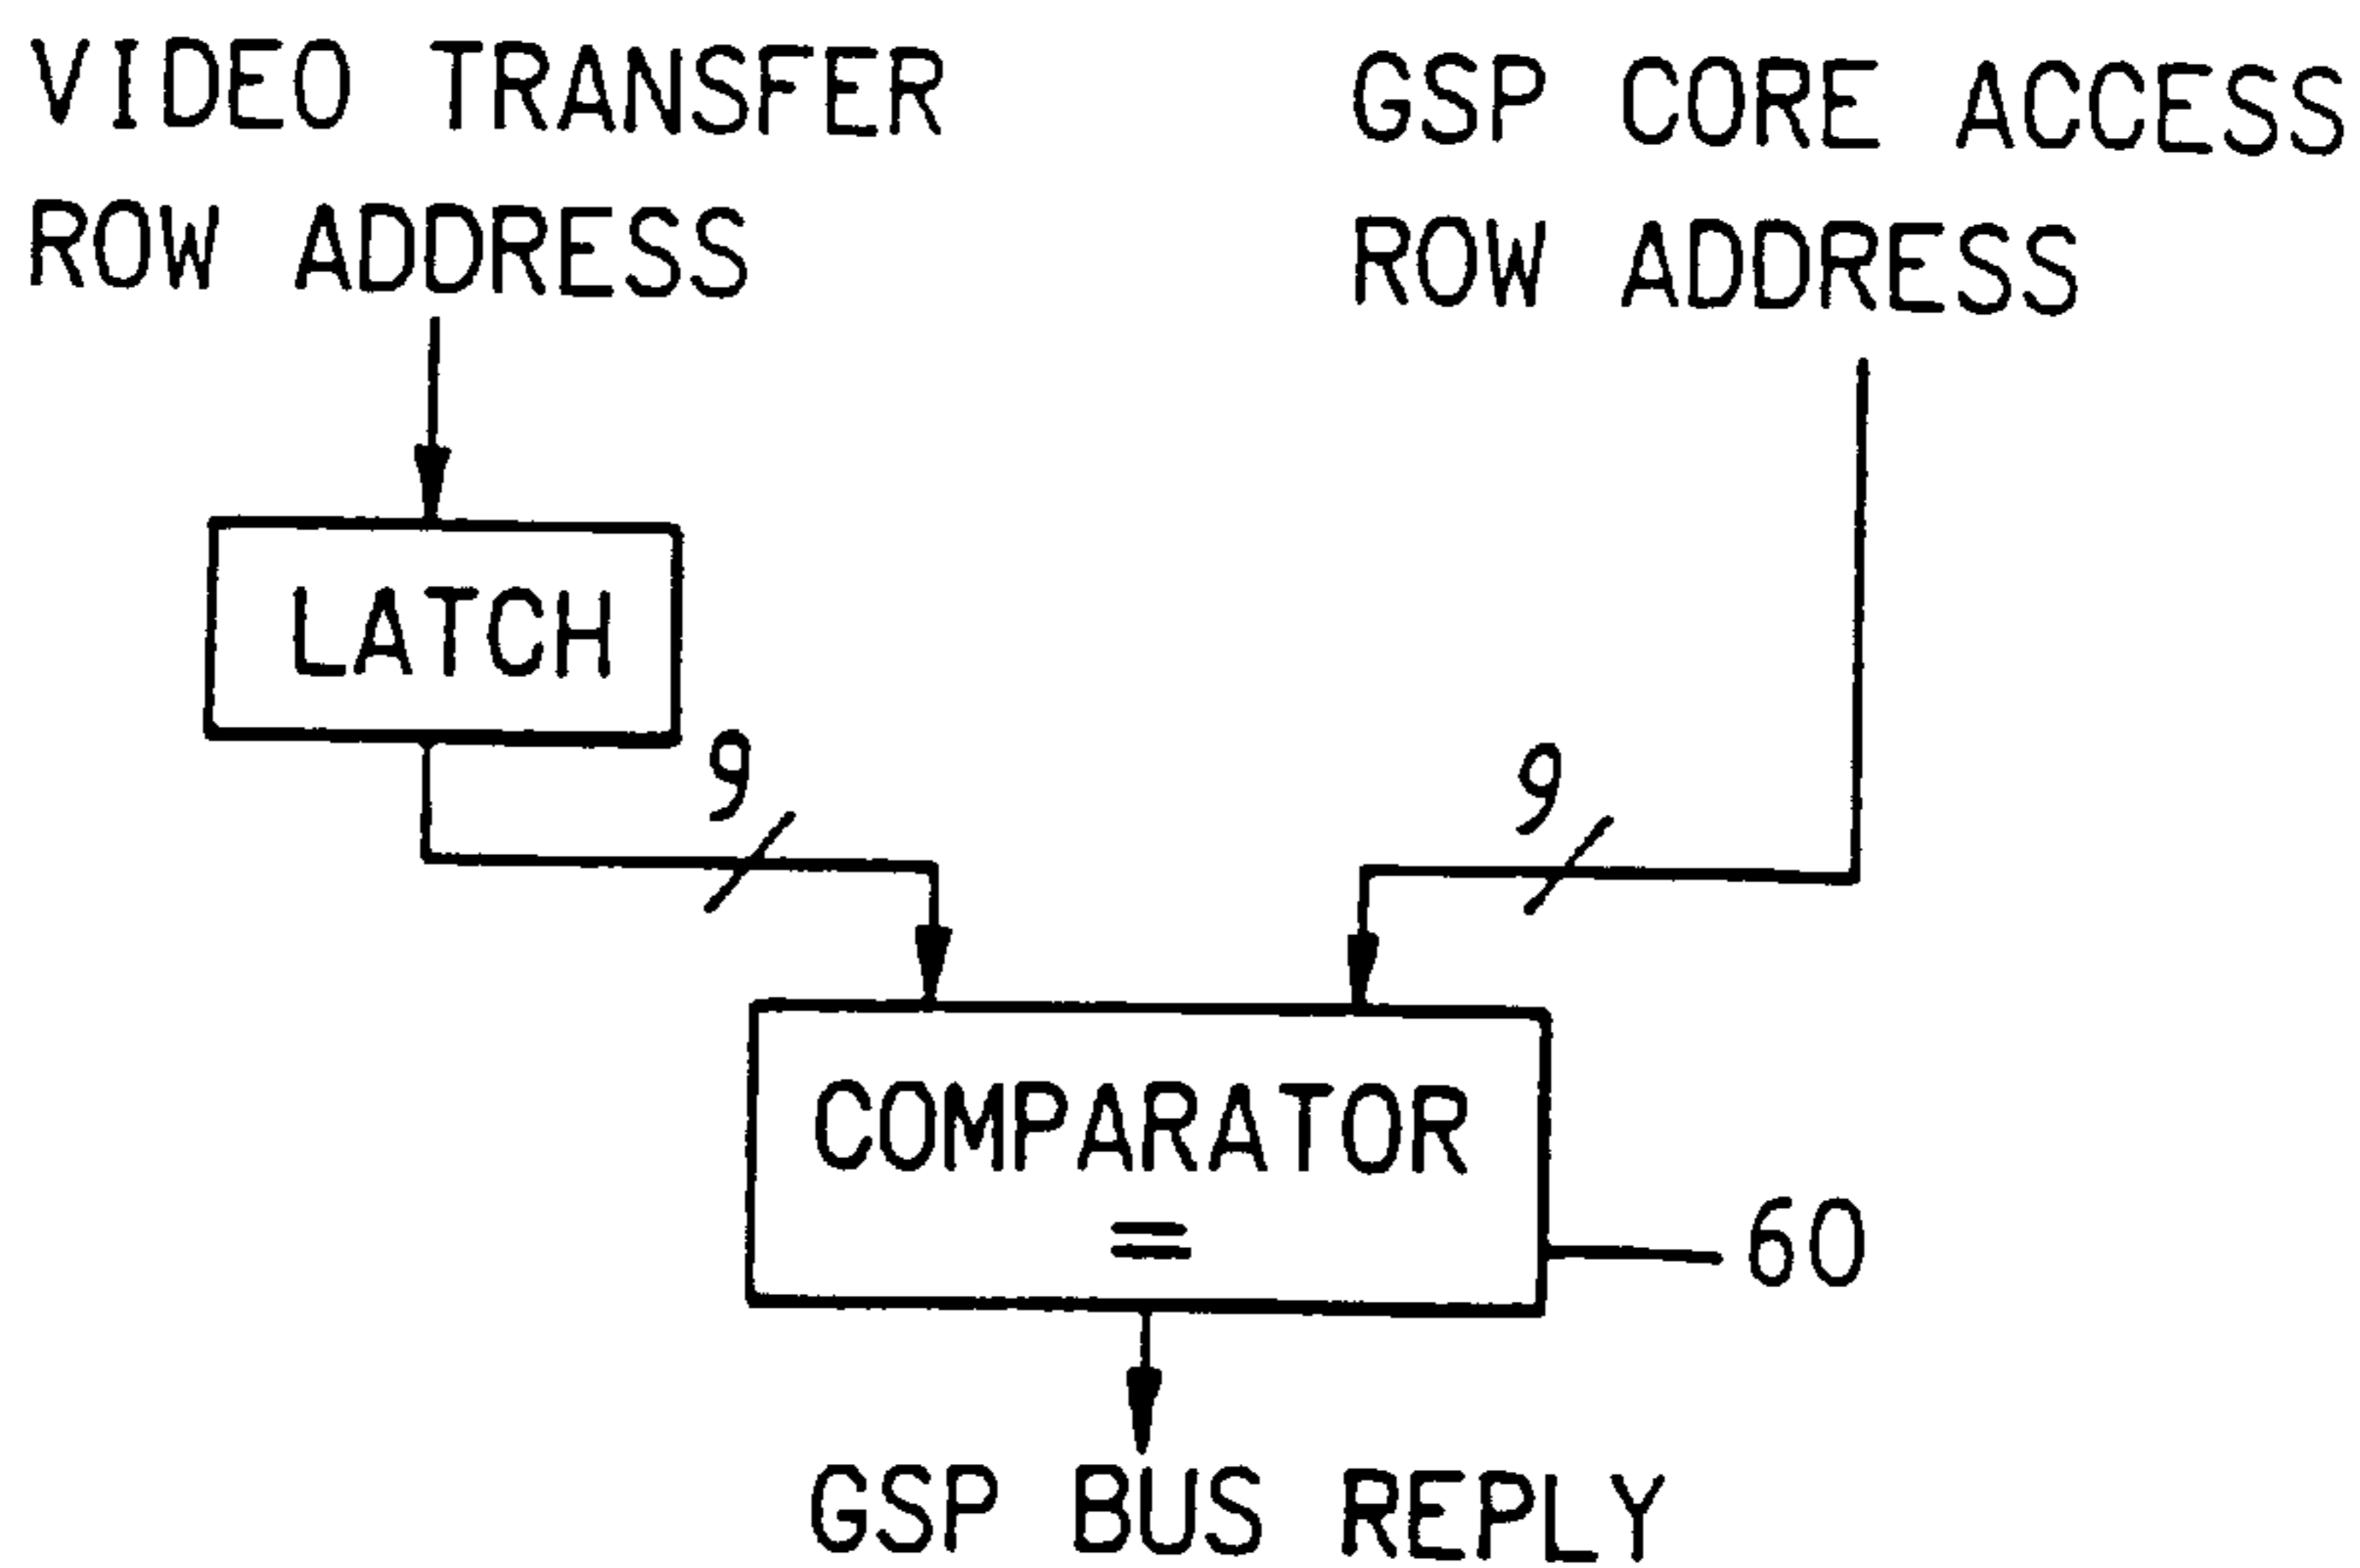 VIDEO TRANSFER
ROW ADDRESS
GSP CORE ACCESS
ROW ADDRESS
LATCH
9
9
COMPARATOR
=
60
GSP BUS REPLY